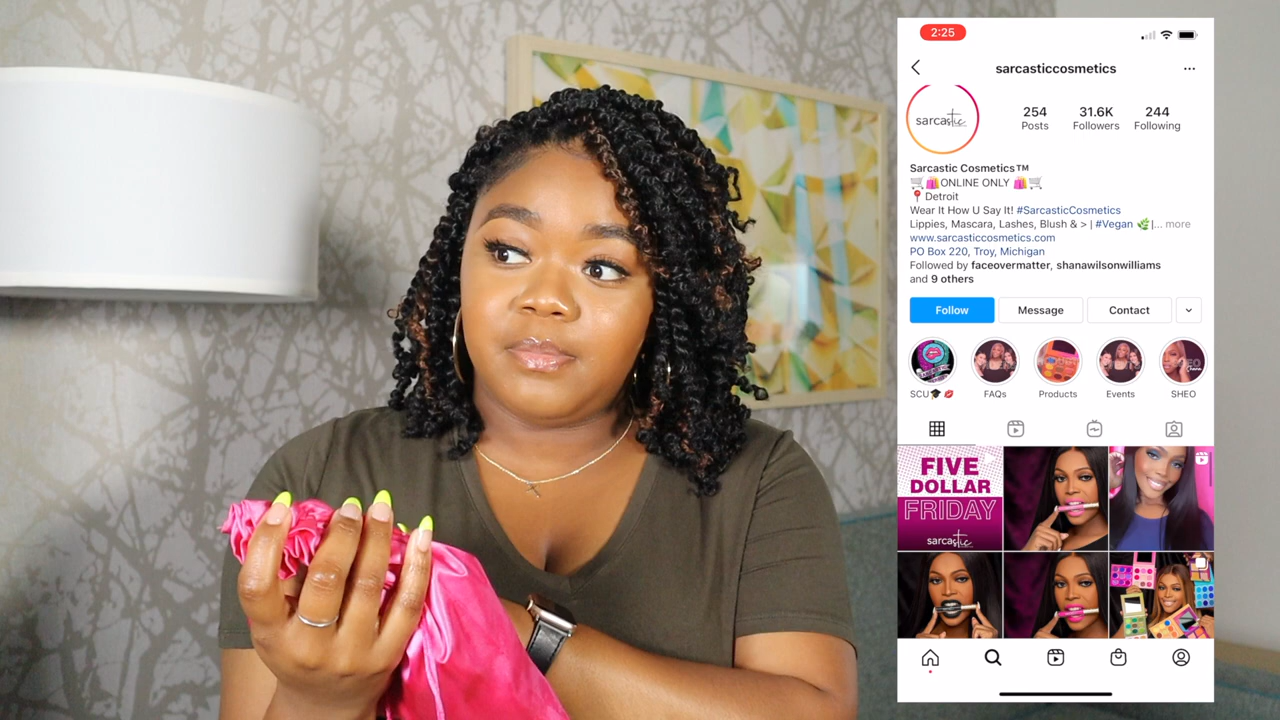 2:25
sarcasticcosmetics
sarcastic
254
31.6K
244
Posts
Followers
Following
Sarcastic Cosmetics™
🛒🛍️ONLINE ONLY 🛍️🛒
📍Detroit
Wear It How U Say It! #SarcasticCosmetics
Lippies, Mascara, Lashes, Blush & > | #Vegan 🌿|... more
www.sarcasticcosmetics.com
PO Box 220, Troy, Michigan
Followed by faceovermatter, shanawilsonwilliams
and 9 others
Follow
Message
Contact
SCU🎓💋
FAQs
Products
Events
SHEO
FIVE
DOLLAR
FRIDAY
sarcastic